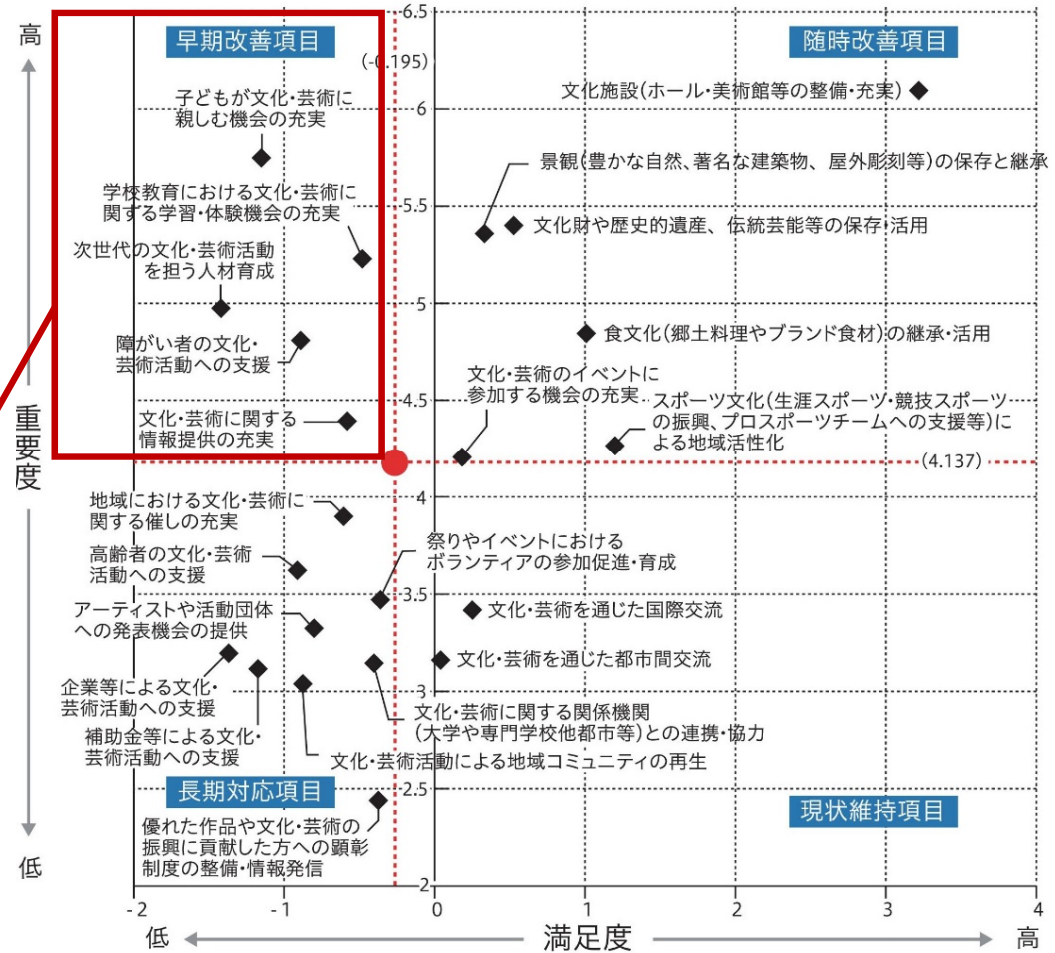 高
重要度
低
早期改善項目
随時改善項目
(-0.195)
6.5
6
5.5
5
4.5
4
3.5
3
2.5
2
子どもが文化・芸術に
親しむ機会の充実
文化施設(ホール・美術館等の整備・充実)
景観(豊かな自然、著名な建築物、屋外彫刻等)の保存と継承
学校教育における文化・芸術に
関する学習・体験機会の充実
文化財や歴史的遺産、伝統芸能等の保存・活用
次世代の文化・芸術活動
を担う人材育成
障がい者の文化・
芸術活動への支援
食文化(郷土料理やブランド食材)の継承・活用
文化・芸術のイベントに
参加する機会の充実
スポーツ文化(生涯スポーツ・競技スポーツ
の振興、プロスポーツチームへの支援等)に
よる地域活性化
文化・芸術に関する
情報提供の充実
(4.137)
地域における文化・芸術に
関する催しの充実
祭りやイベントにおける
ボランティアの参加促進・育成
高齢者の文化・芸術
活動への支援
アーティストや活動団体
への発表機会の提供
文化・芸術を通じた国際交流
文化・芸術を通じた都市間交流
企業等による文化・
芸術活動への支援
文化・芸術に関する関係機関
(大学や専門学校他都市等)との連携・協力
補助金等による文化・
芸術活動への支援
文化・芸術活動による地域コミュニティの再生
長期対応項目
現状維持項目
優れた作品や文化・芸術の
振興に貢献した方への顕彰
制度の整備・情報発信
-2 -1 0 1 2 3 4
低 満足度 高